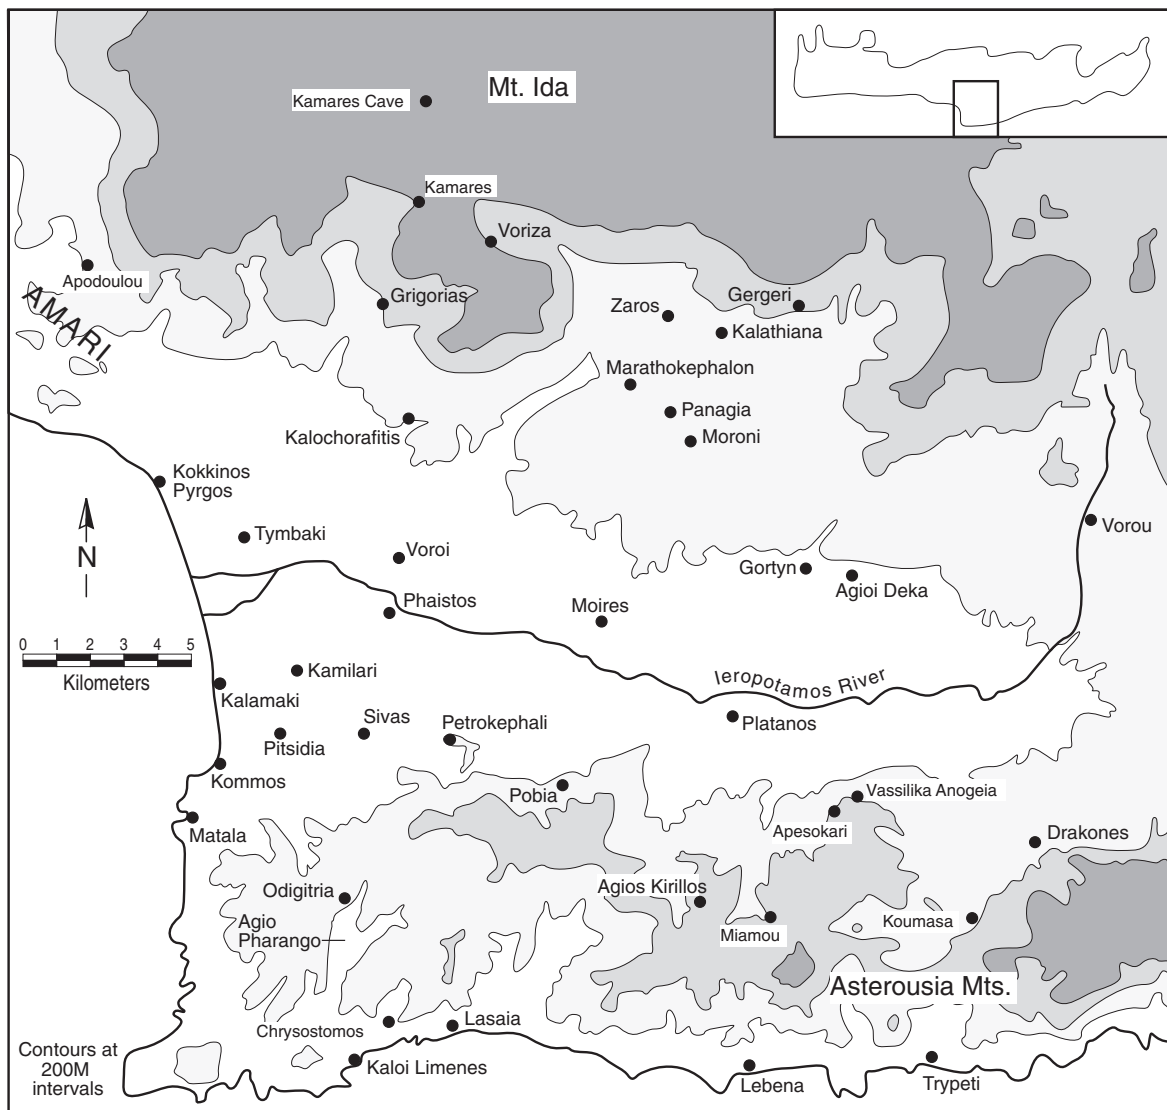 Mt. Ida
Kamares Cave
Kamares
Voriza
Apodoulou
AMARI
Grigorias
Zaros
Gergeri
Kalathiana
Marathokephalon
Panagia
Moroni
Kalochorafitis
Kokkinos
Pyrgos
Tymbaki
Voroi
Vorou
N
Gortyn
Agioi Deka
Phaistos
Moires
0 1 2 3 4 5
Kilometers
Kamilari
Ieropotamos River
Kalamaki
Sivas
Petrokephali
Platanos
Pitsidia
Kommos
Pobia
Vassilika Anogeia
Matala
Apesokari
Drakones
Odigitria
Agios Kirillos
Agio
Pharango
Miamou
Koumasa
Asterousia Mts.
Chrysostomos
Lasaia
Contours at
200M
intervals
Kaloi Limenes
Lebena
Trypeti